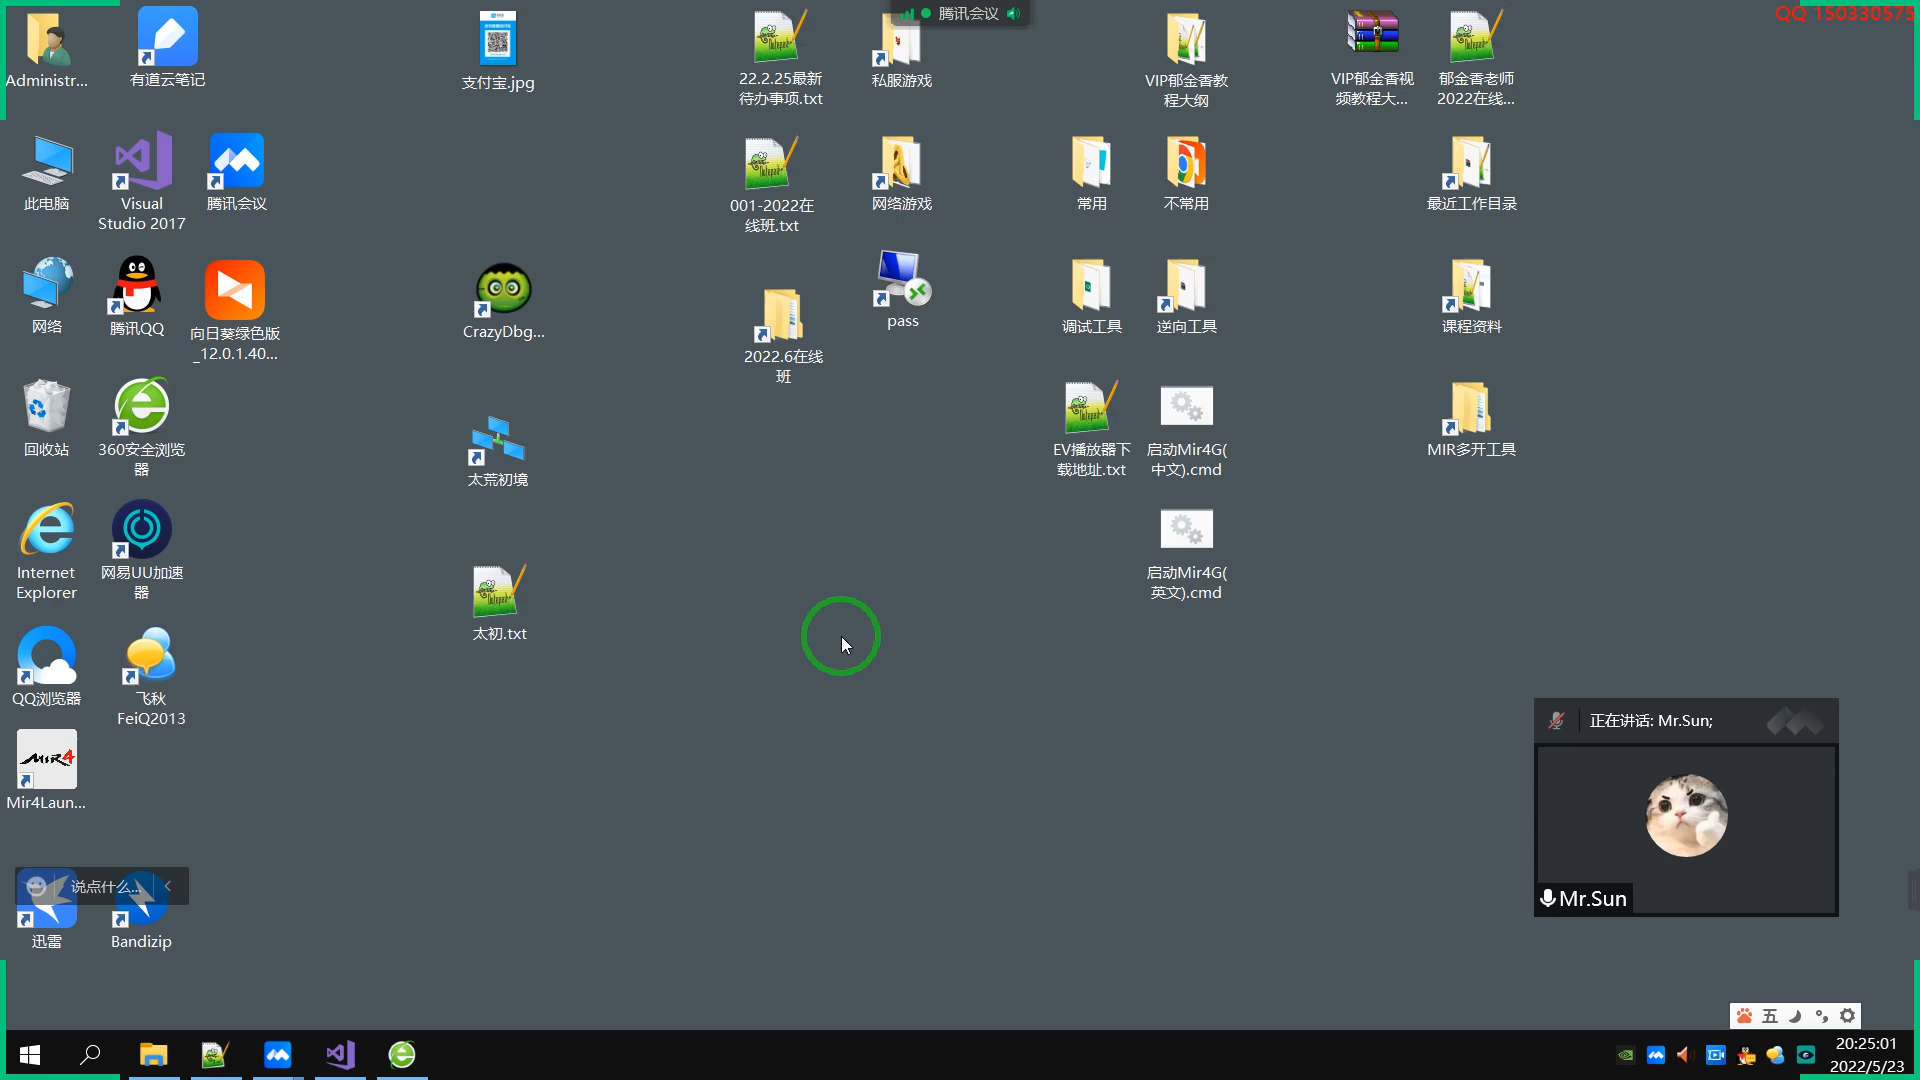 腾讯会议
QQ 150330575
Administr...
有道云笔记
支付宝.jpg
22.2.25最新
待办事项.txt
私服游戏
VIP郁金香教
程大纲
VIP郁金香视
频教程大...
郁金香老师
2022在线...
此电脑
Visual
Studio 2017
腾讯会议
001-2022在
线班.txt
网络游戏
常用
不常用
最近工作目录
网络
腾讯QQ
向日葵绿色版
_12.0.1.40...
CrazyDbg...
2022.6在线
班
pass
调试工具
逆向工具
课程资料
回收站
360安全浏览
器
太荒初境
EV播放器下
载地址.txt
启动Mir4G(
中文).cmd
MIR多开工具
Internet
Explorer
网易UU加速
器
太初.txt
启动Mir4G(
英文).cmd
QQ浏览器
飞秋
FeiQ2013
正在讲话: Mr.Sun;
MIR4
Mir4Laun...
Mr.Sun
说点什么...
迅雷
Bandizip
五
20:25:01
2022/5/23